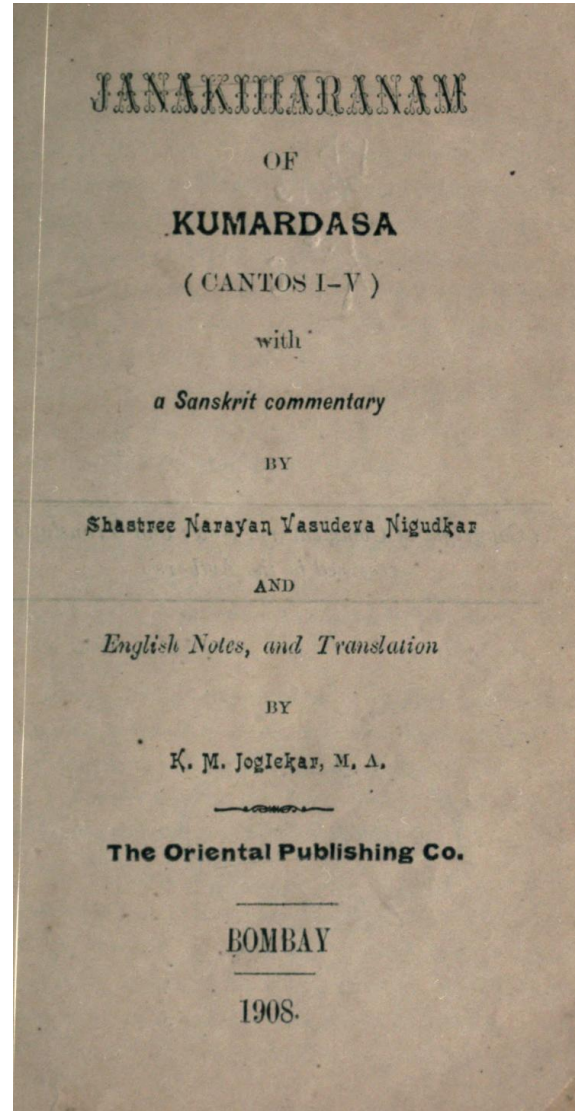 JANAKIHARANAM
OF
KUMARDASA
( CANTOS I–V )
with
a Sanskrit commentary
BY
Shastree Narayan Vasudeva Nigudkar
AND
English Notes, and Translation
BY
K. M. Joglekar, M. A.
The Oriental Publishing Co.
BOMBAY
1908.